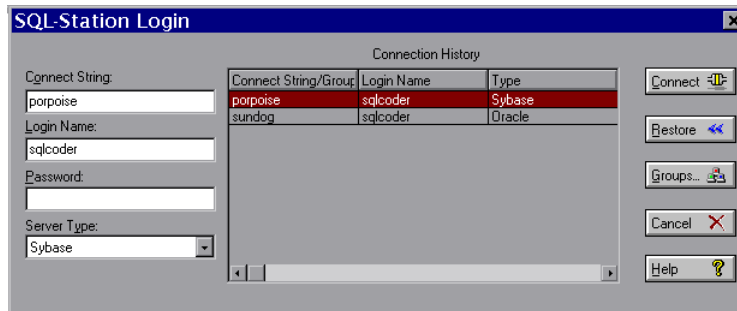 SQL-Station Login
Connection History
Connect String:
porpoise
Login Name:
sqlcoder
Password:
Server Type:
Sybase
Connect String/Group Login Name Type
porpoise sqlcoder Sybase
sundog sqlcoder Oracle
Connect
Restore
Groups...
Cancel
Help